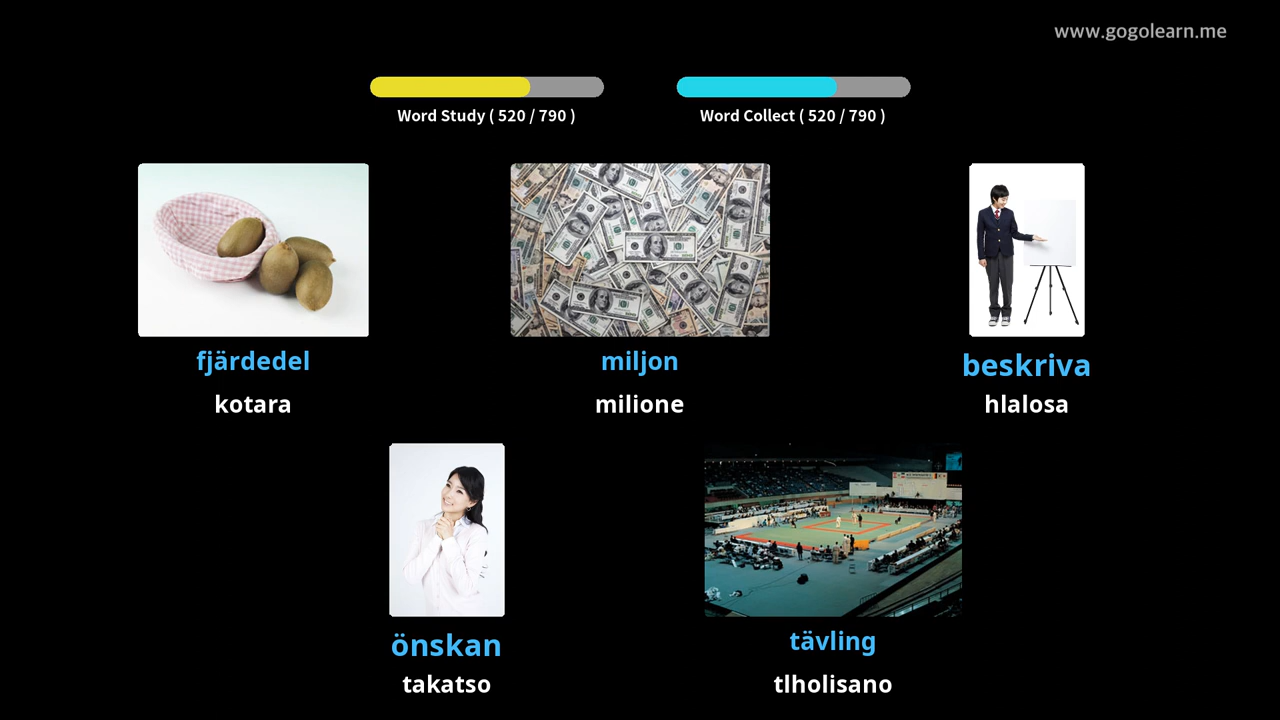 www.gogolearn.me
Word Study ( 520 / 790 )
Word Collect ( 520 / 790 )
fjärdedel
kotara
miljon
milione
beskriva
hlalosa
önskan
takatso
tävling
tlholisano